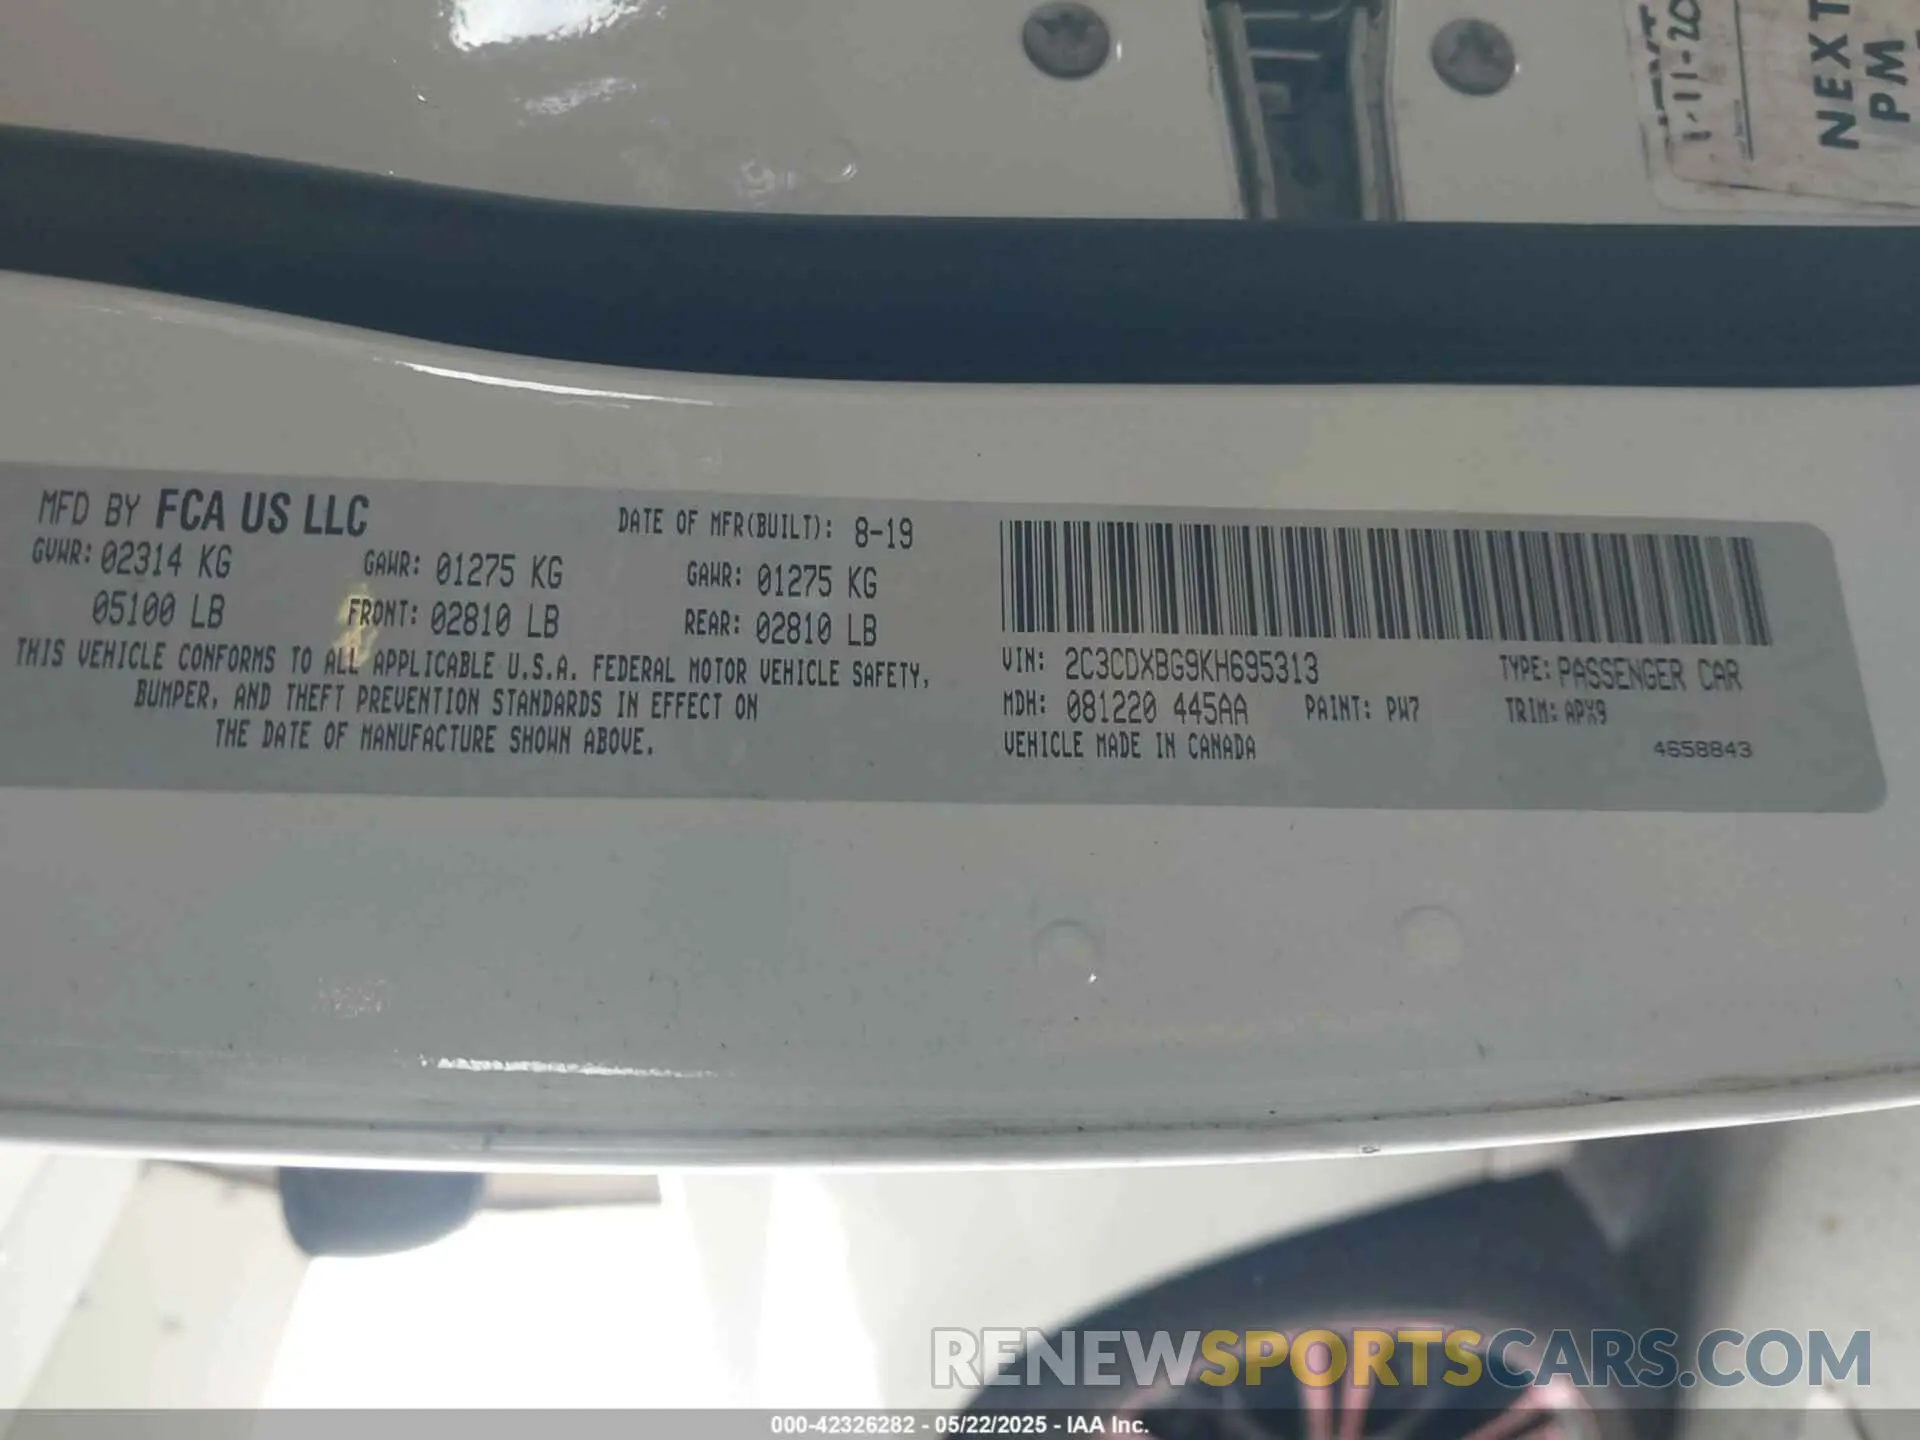 1-11-20
NEXT
PM
MFD BY FCA US LLC
DATE OF MFR(BUILT): 8-19
GVWR: 02314 KG
GAWR: 01275 KG
GAWR: 01275 KG
05100 LB
FRONT: 02810 LB
REAR: 02810 LB
THIS VEHICLE CONFORMS TO ALL APPLICABLE U.S.A. FEDERAL MOTOR VEHICLE SAFETY,
BUMPER, AND THEFT PREVENTION STANDARDS IN EFFECT ON
THE DATE OF MANUFACTURE SHOWN ABOVE.
VIN: 2C3CDXBG9KH695313
TYPE: PASSENGER CAR
MDH: 081220 445AA
PAINT: PW7
TRIM: APX9
VEHICLE MADE IN CANADA
4658843
RENEWSPORTSCARS.COM
000-42326282 - 05/22/2025 - IAA Inc.